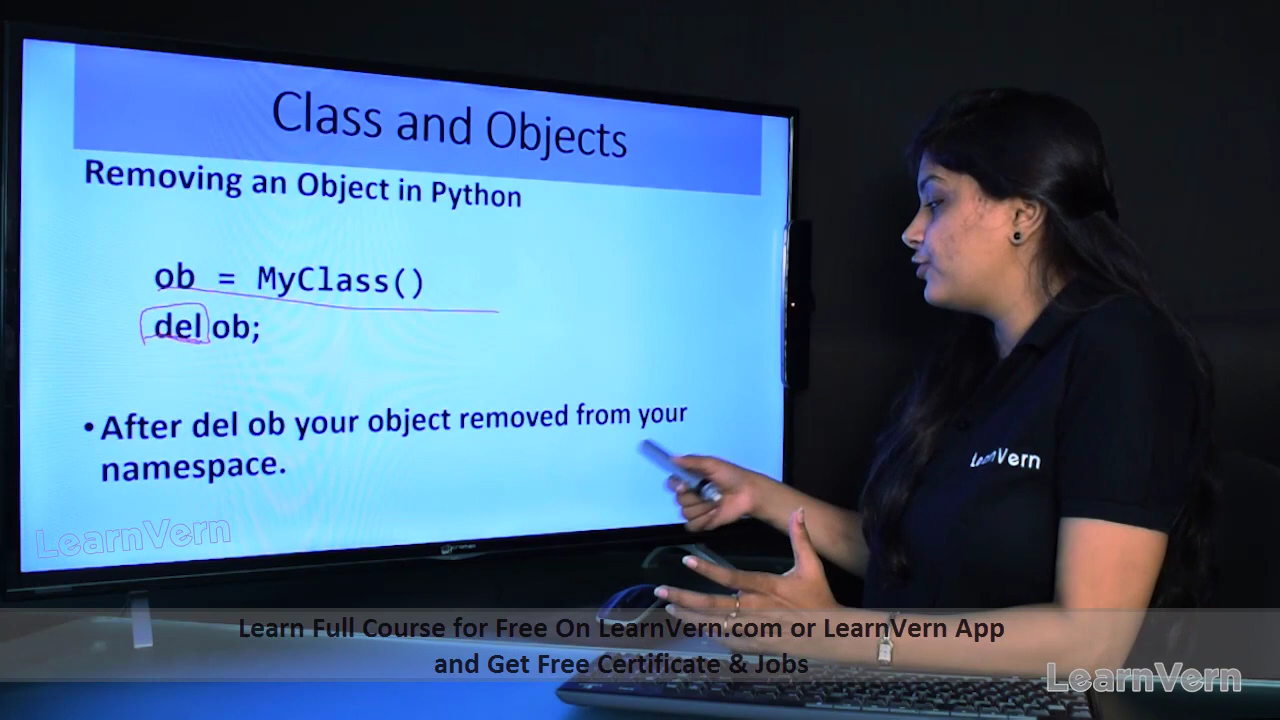 Class and Objects
Removing an Object in Python
ob = MyClass()
del ob;
• After del ob your object removed from your
namespace.
LearnVern
LearnVern
Learn Full Course for Free On LearnVern.com or LearnVern App
and Get Free Certificate & Jobs
LearnVern